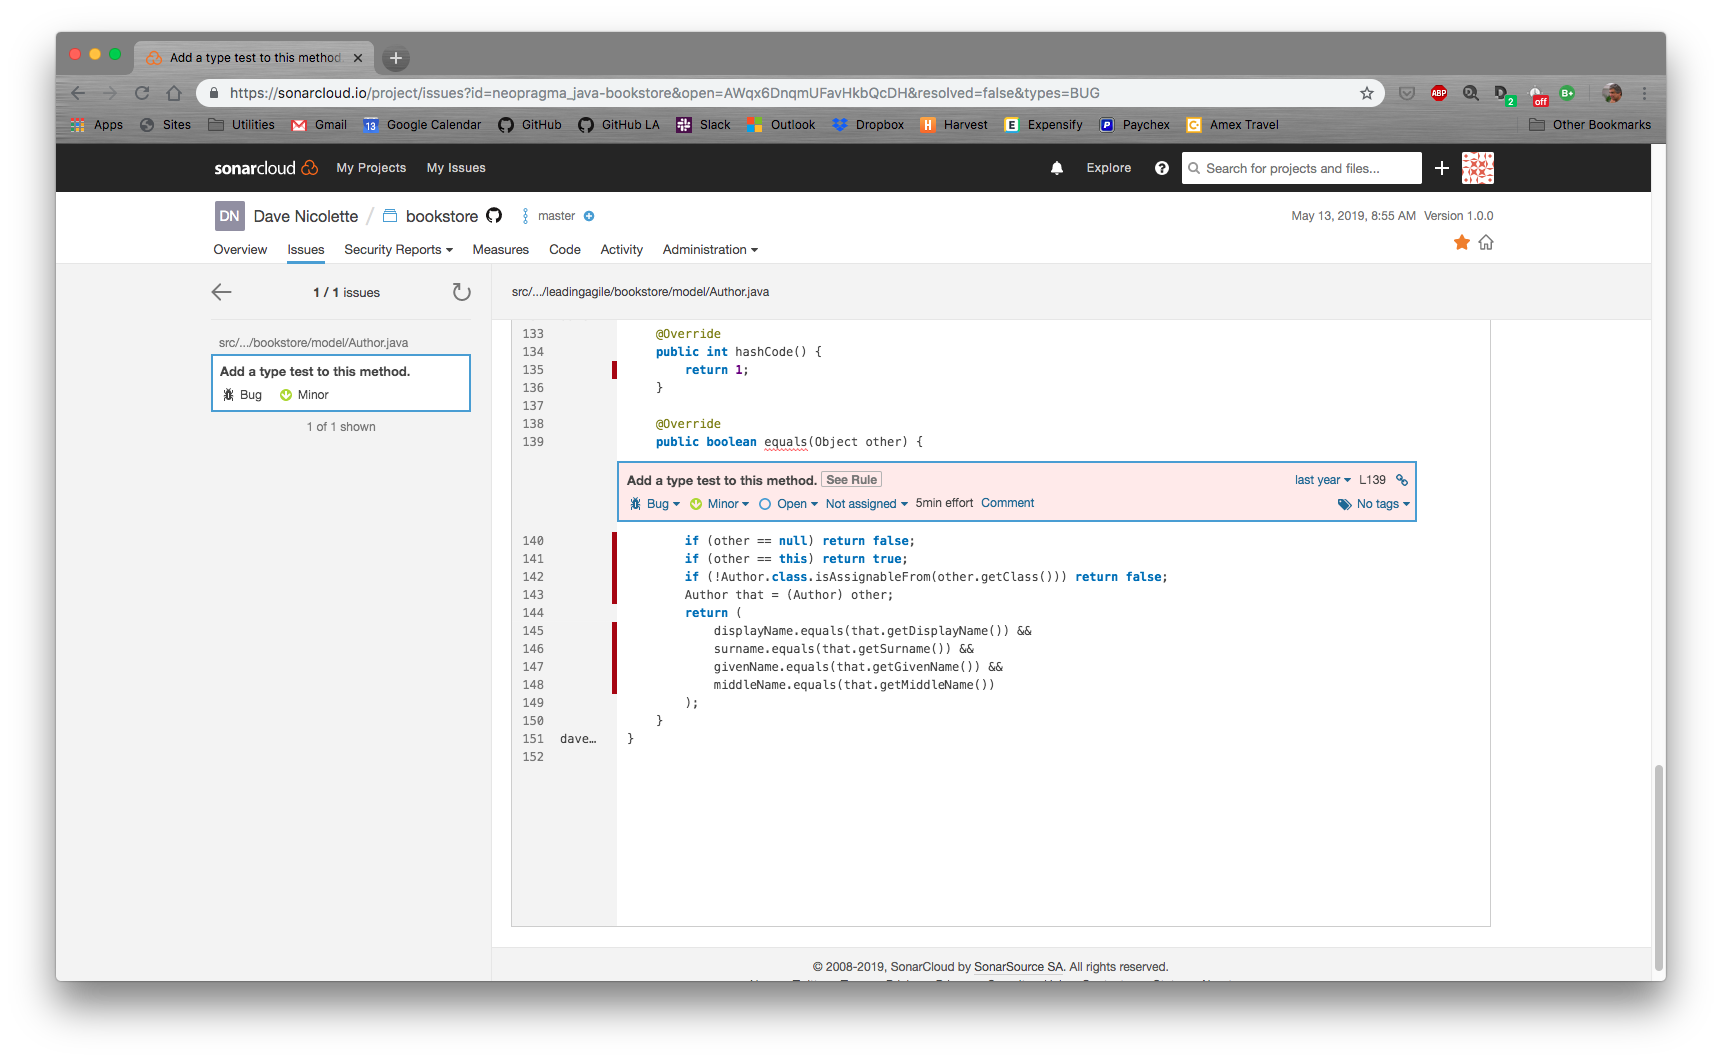 Add a type test to this method
https://sonarcloud.io/project/issues?id=neopragma_java-bookstore&open=AWqx6DnqmUFavHkbQcDH&resolved=false&types=BUG
ABP
2
off
B+
Apps Sites Utilities Gmail 13 Google Calendar GitHub GitHub LA Slack Outlook Dropbox H Harvest E Expensify P Paychex C Amex Travel Other Bookmarks
sonarcloud My Projects My Issues Explore ? Search for projects and files...
DN Dave Nicolette / bookstore master May 13, 2019, 8:55 AM Version 1.0.0
Overview Issues Security Reports Measures Code Activity Administration
1 / 1 issues
src/.../leadingagile/bookstore/model/Author.java
src/.../bookstore/model/Author.java
Add a type test to this method.
Bug Minor
1 of 1 shown
133 @Override
134 public int hashCode() {
135 return 1;
136 }
137
138 @Override
139 public boolean equals(Object other) {
Add a type test to this method. See Rule last year L139
Bug Minor Open Not assigned 5min effort Comment No tags
140 if (other == null) return false;
141 if (other == this) return true;
142 if (!Author.class.isAssignableFrom(other.getClass())) return false;
143 Author that = (Author) other;
144 return (
145 displayName.equals(that.getDisplayName()) &&
146 surname.equals(that.getSurname()) &&
147 givenName.equals(that.getGivenName()) &&
148 middleName.equals(that.getMiddleName())
149 );
150 }
151 dave… }
152
© 2008-2019, SonarCloud by SonarSource SA. All rights reserved.